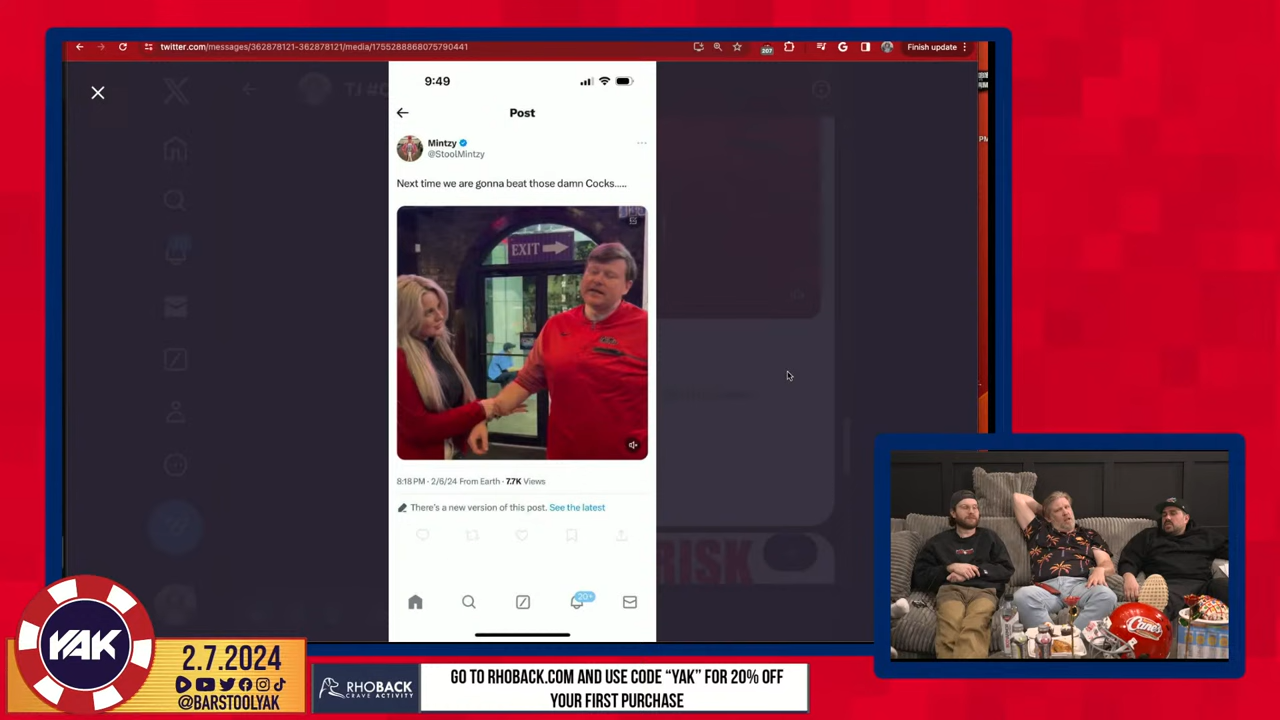 twitter.com/messages/362878121-362878121/media/1755288868075790441
207
Finish update
9:49
Post
Mintzy
@StoolMintzy
Next time we are gonna beat those damn Cocks.....
EXIT
8:18 PM · 2/6/24 From Earth · 7.7K Views
There's a new version of this post. See the latest
20+
RISK
Cane's
YAK
2.7.2024
@BARSTOOLYAK
RHOBACK
CRAVE ACTIVITY
GO TO RHOBACK.COM AND USE CODE "YAK" FOR 20% OFF
YOUR FIRST PURCHASE